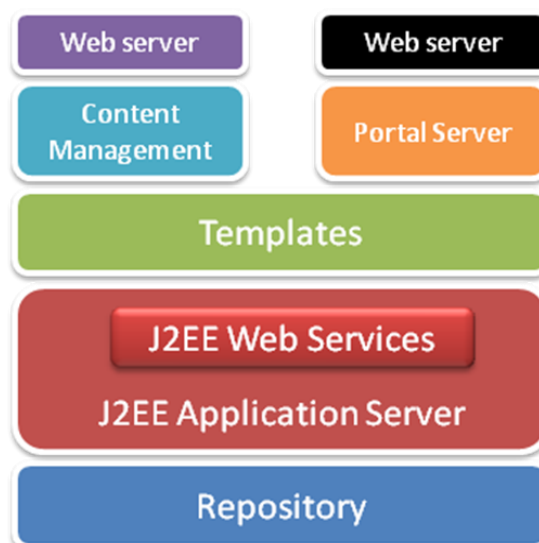 Web server
Web server
Content
Management
Portal Server
Templates
J2EE Web Services
J2EE Application Server
Repository